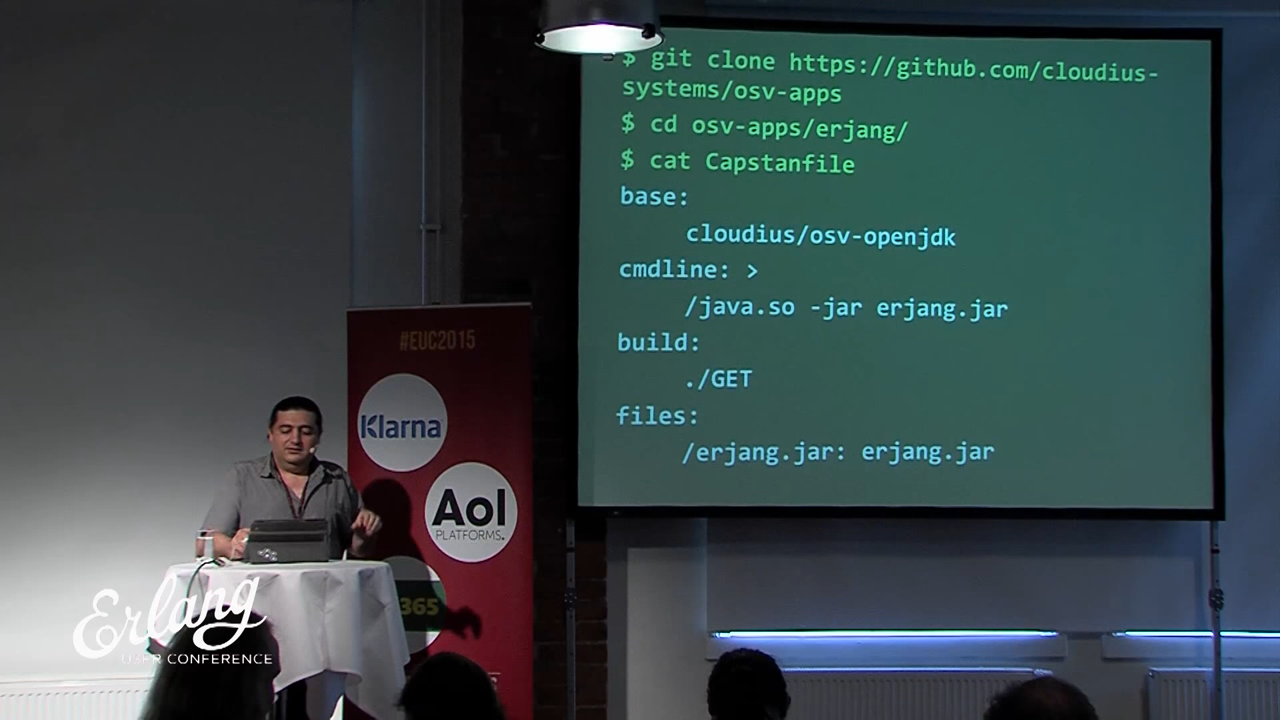 $ git clone https://github.com/cloudius-
systems/osv-apps
$ cd osv-apps/erjang/
$ cat Capstanfile
base:
cloudius/osv-openjdk
cmdline: >
/java.so -jar erjang.jar
build:
./GET
files:
/erjang.jar: erjang.jar
#EUC2015
Klarna
Aol
PLATFORMS.
365
Erlang
USER CONFERENCE